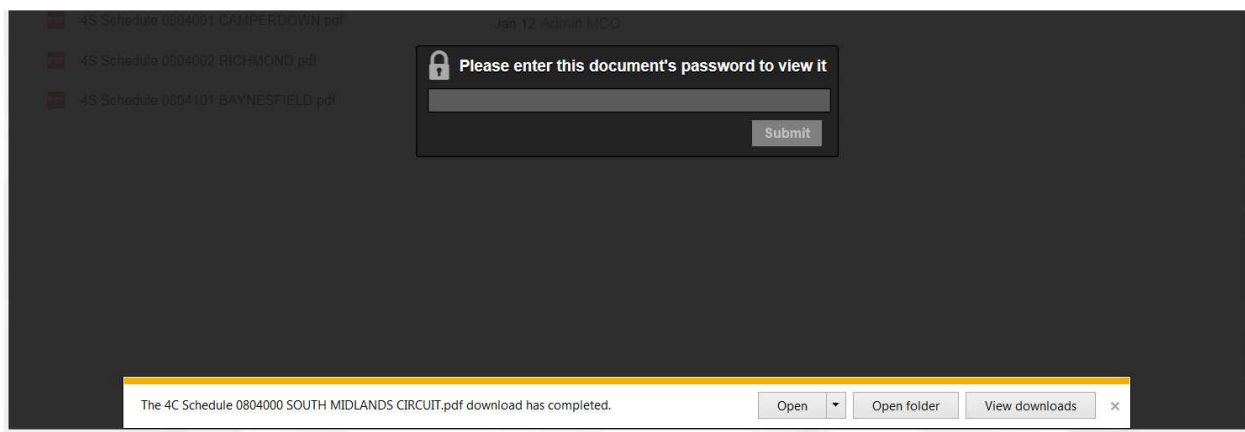 4S Schedule 0804001 CAMPERDOWN.pdf
Jan 12 Admin MCO
4S Schedule 0804002 RICHMOND.pdf
4S Schedule 0804101 BAYNESFIELD.pdf
Please enter this document's password to view it
Submit
The 4C Schedule 0804000 SOUTH MIDLANDS CIRCUIT.pdf download has completed.
Open
Open folder
View downloads